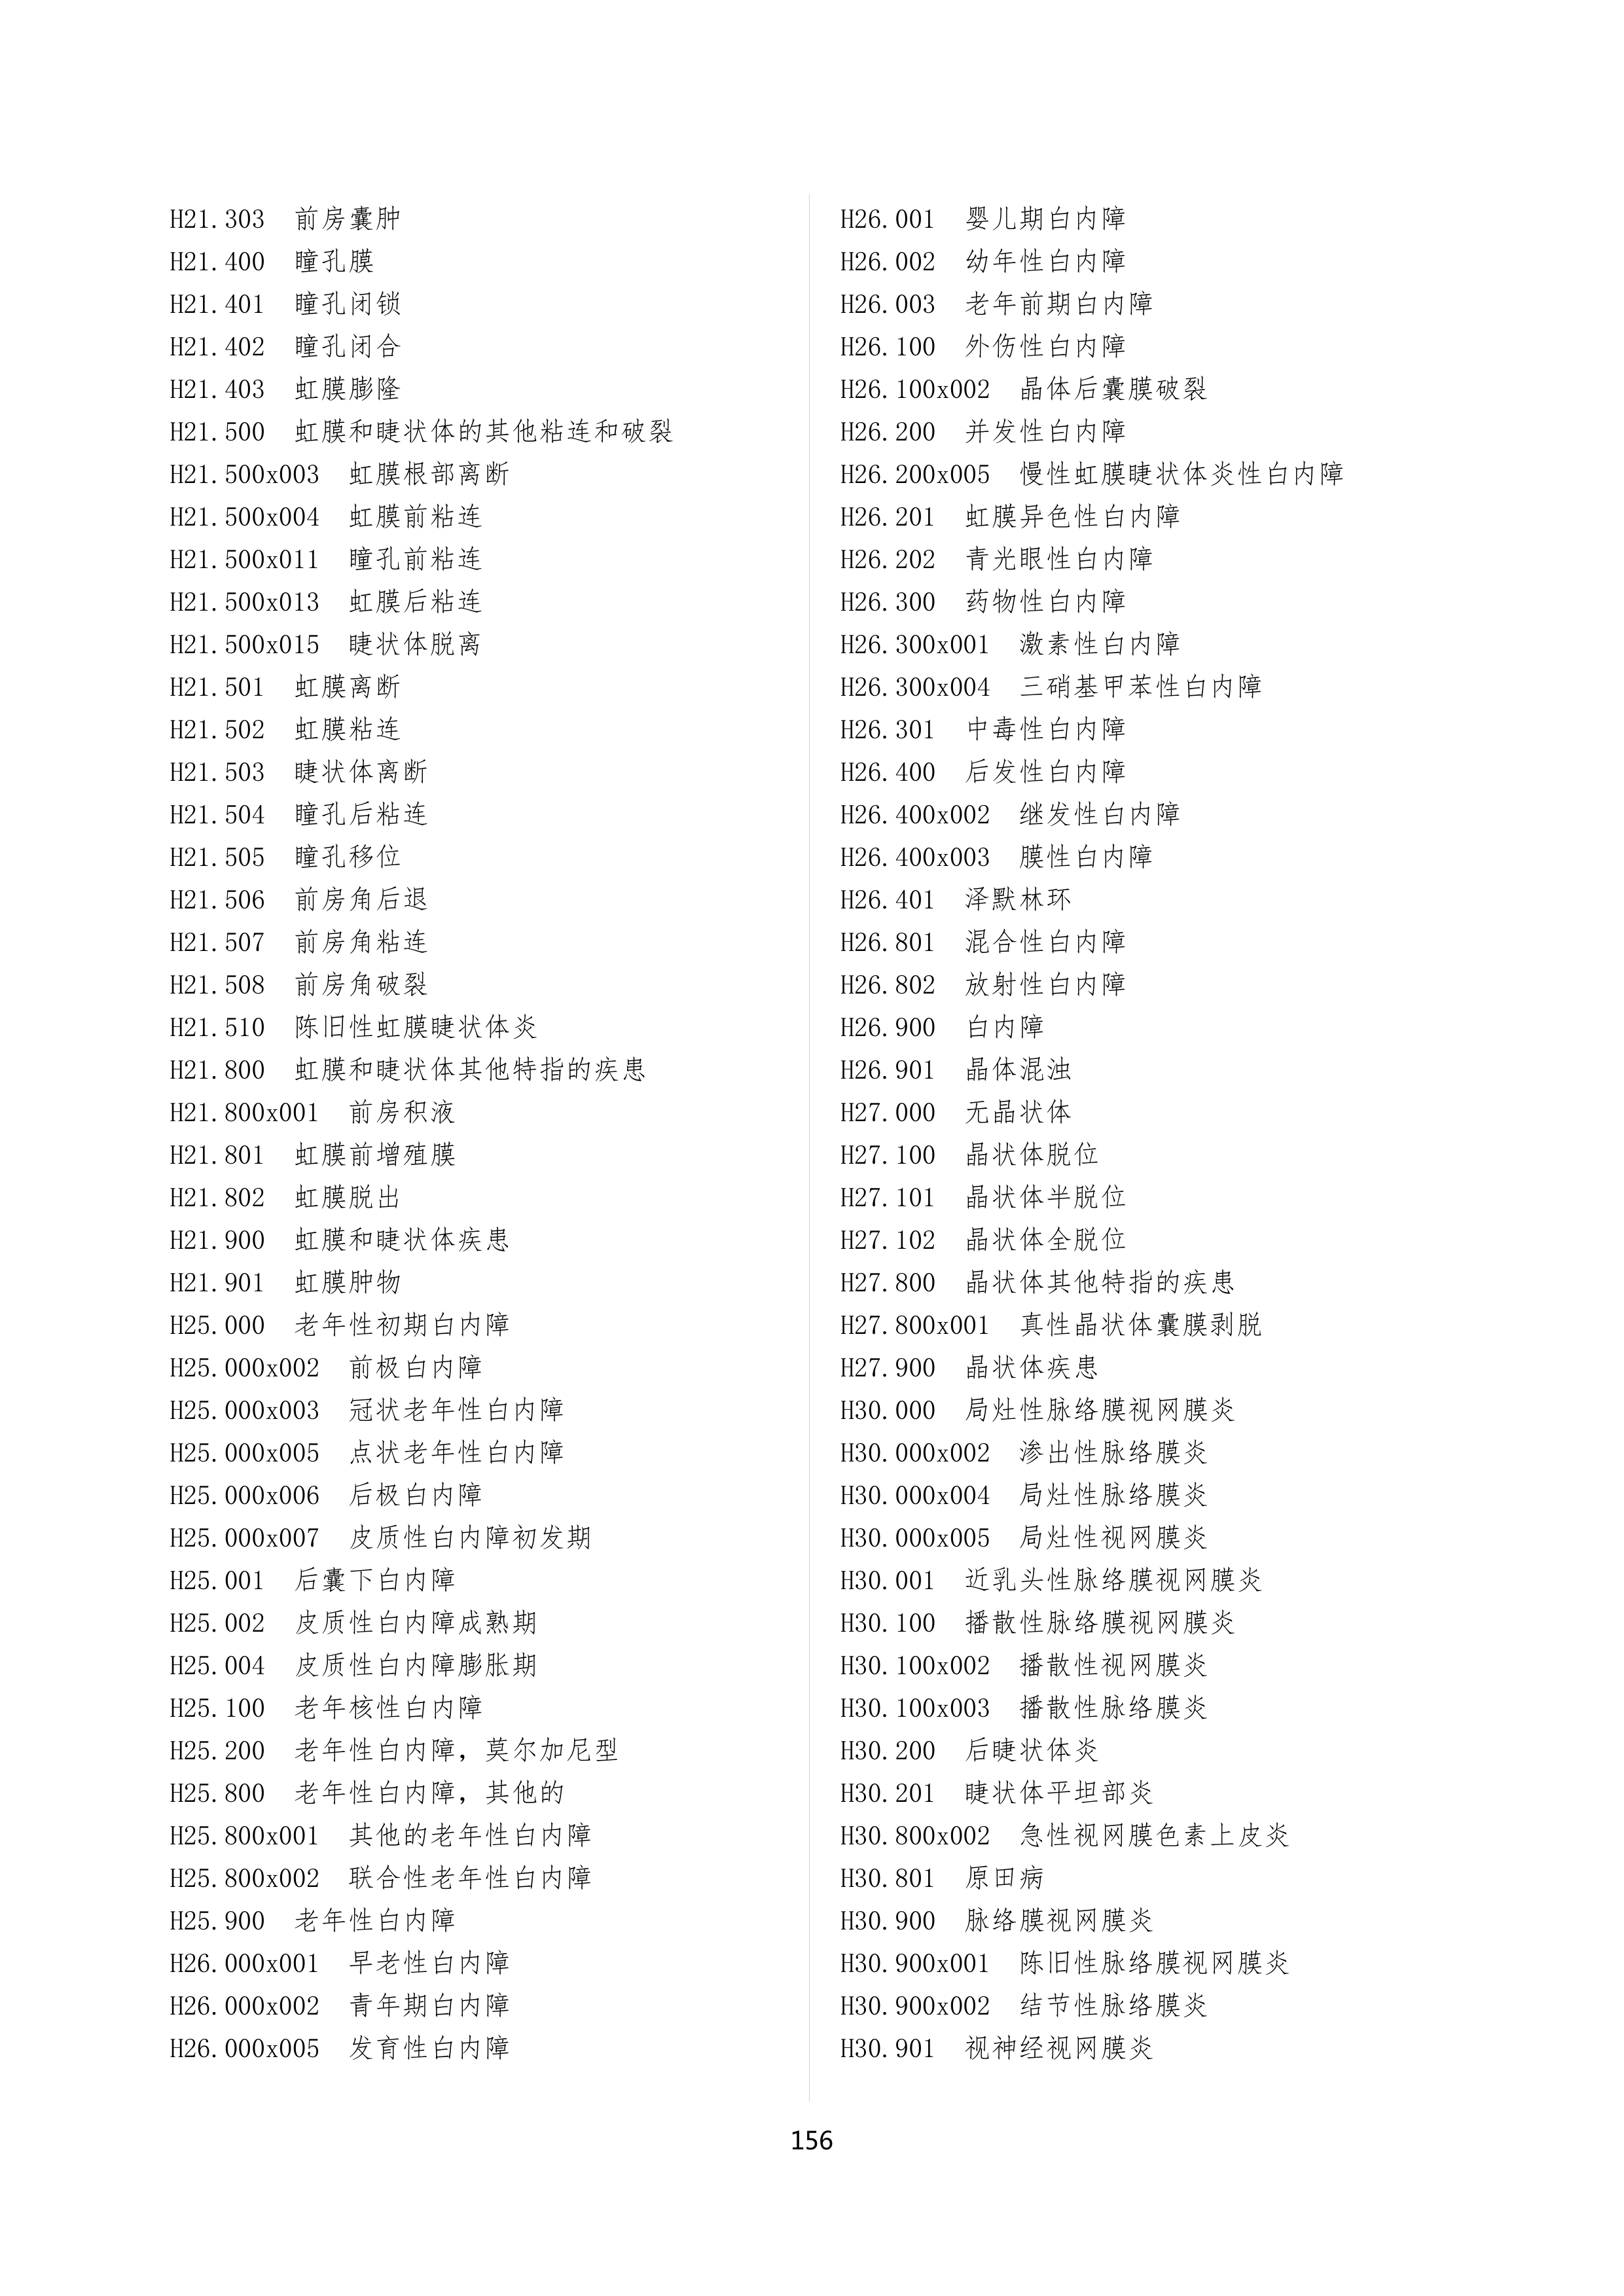 H21.303 前房囊肿
H21.400 瞳孔膜
H21.401 瞳孔闭锁
H21.402 瞳孔闭合
H21.403 虹膜膨隆
H21.500 虹膜和睫状体的其他粘连和破裂
H21.500x003 虹膜根部离断
H21.500x004 虹膜前粘连
H21.500x011 瞳孔前粘连
H21.500x013 虹膜后粘连
H21.500x015 睫状体脱离
H21.501 虹膜离断
H21.502 虹膜粘连
H21.503 睫状体离断
H21.504 瞳孔后粘连
H21.505 瞳孔移位
H21.506 前房角后退
H21.507 前房角粘连
H21.508 前房角破裂
H21.510 陈旧性虹膜睫状体炎
H21.800 虹膜和睫状体其他特指的疾患
H21.800x001 前房积液
H21.801 虹膜前增殖膜
H21.802 虹膜脱出
H21.900 虹膜和睫状体疾患
H21.901 虹膜肿物
H25.000 老年性初期白内障
H25.000x002 前极白内障
H25.000x003 冠状老年性白内障
H25.000x005 点状老年性白内障
H25.000x006 后极白内障
H25.000x007 皮质性白内障初发期
H25.001 后囊下白内障
H25.002 皮质性白内障成熟期
H25.004 皮质性白内障膨胀期
H25.100 老年核性白内障
H25.200 老年性白内障，莫尔加尼型
H25.800 老年性白内障，其他的
H25.800x001 其他的老年性白内障
H25.800x002 联合性老年性白内障
H25.900 老年性白内障
H26.000x001 早老性白内障
H26.000x002 青年期白内障
H26.000x005 发育性白内障
H26.001 婴儿期白内障
H26.002 幼年性白内障
H26.003 老年前期白内障
H26.100 外伤性白内障
H26.100x002 晶体后囊膜破裂
H26.200 并发性白内障
H26.200x005 慢性虹膜睫状体炎性白内障
H26.201 虹膜异色性白内障
H26.202 青光眼性白内障
H26.300 药物性白内障
H26.300x001 激素性白内障
H26.300x004 三硝基甲苯性白内障
H26.301 中毒性白内障
H26.400 后发性白内障
H26.400x002 继发性白内障
H26.400x003 膜性白内障
H26.401 泽默林环
H26.801 混合性白内障
H26.802 放射性白内障
H26.900 白内障
H26.901 晶体混浊
H27.000 无晶状体
H27.100 晶状体脱位
H27.101 晶状体半脱位
H27.102 晶状体全脱位
H27.800 晶状体其他特指的疾患
H27.800x001 真性晶状体囊膜剥脱
H27.900 晶状体疾患
H30.000 局灶性脉络膜视网膜炎
H30.000x002 渗出性脉络膜炎
H30.000x004 局灶性脉络膜炎
H30.000x005 局灶性视网膜炎
H30.001 近乳头性脉络膜视网膜炎
H30.100 播散性脉络膜视网膜炎
H30.100x002 播散性视网膜炎
H30.100x003 播散性脉络膜炎
H30.200 后睫状体炎
H30.201 睫状体平坦部炎
H30.800x002 急性视网膜色素上皮炎
H30.801 原田病
H30.900 脉络膜视网膜炎
H30.900x001 陈旧性脉络膜视网膜炎
H30.900x002 结节性脉络膜炎
H30.901 视神经视网膜炎
156